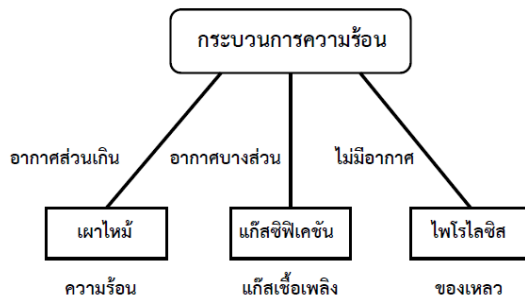 กระบวนการความร้อน
อากาศส่วนเกิน
อากาศบางส่วน
ไม่มีอากาศ
เผาไหม้
แก๊สซิฟิเคชัน
ไพโรไลซิส
ความร้อน
แก๊สเชื้อเพลิง
ของเหลว